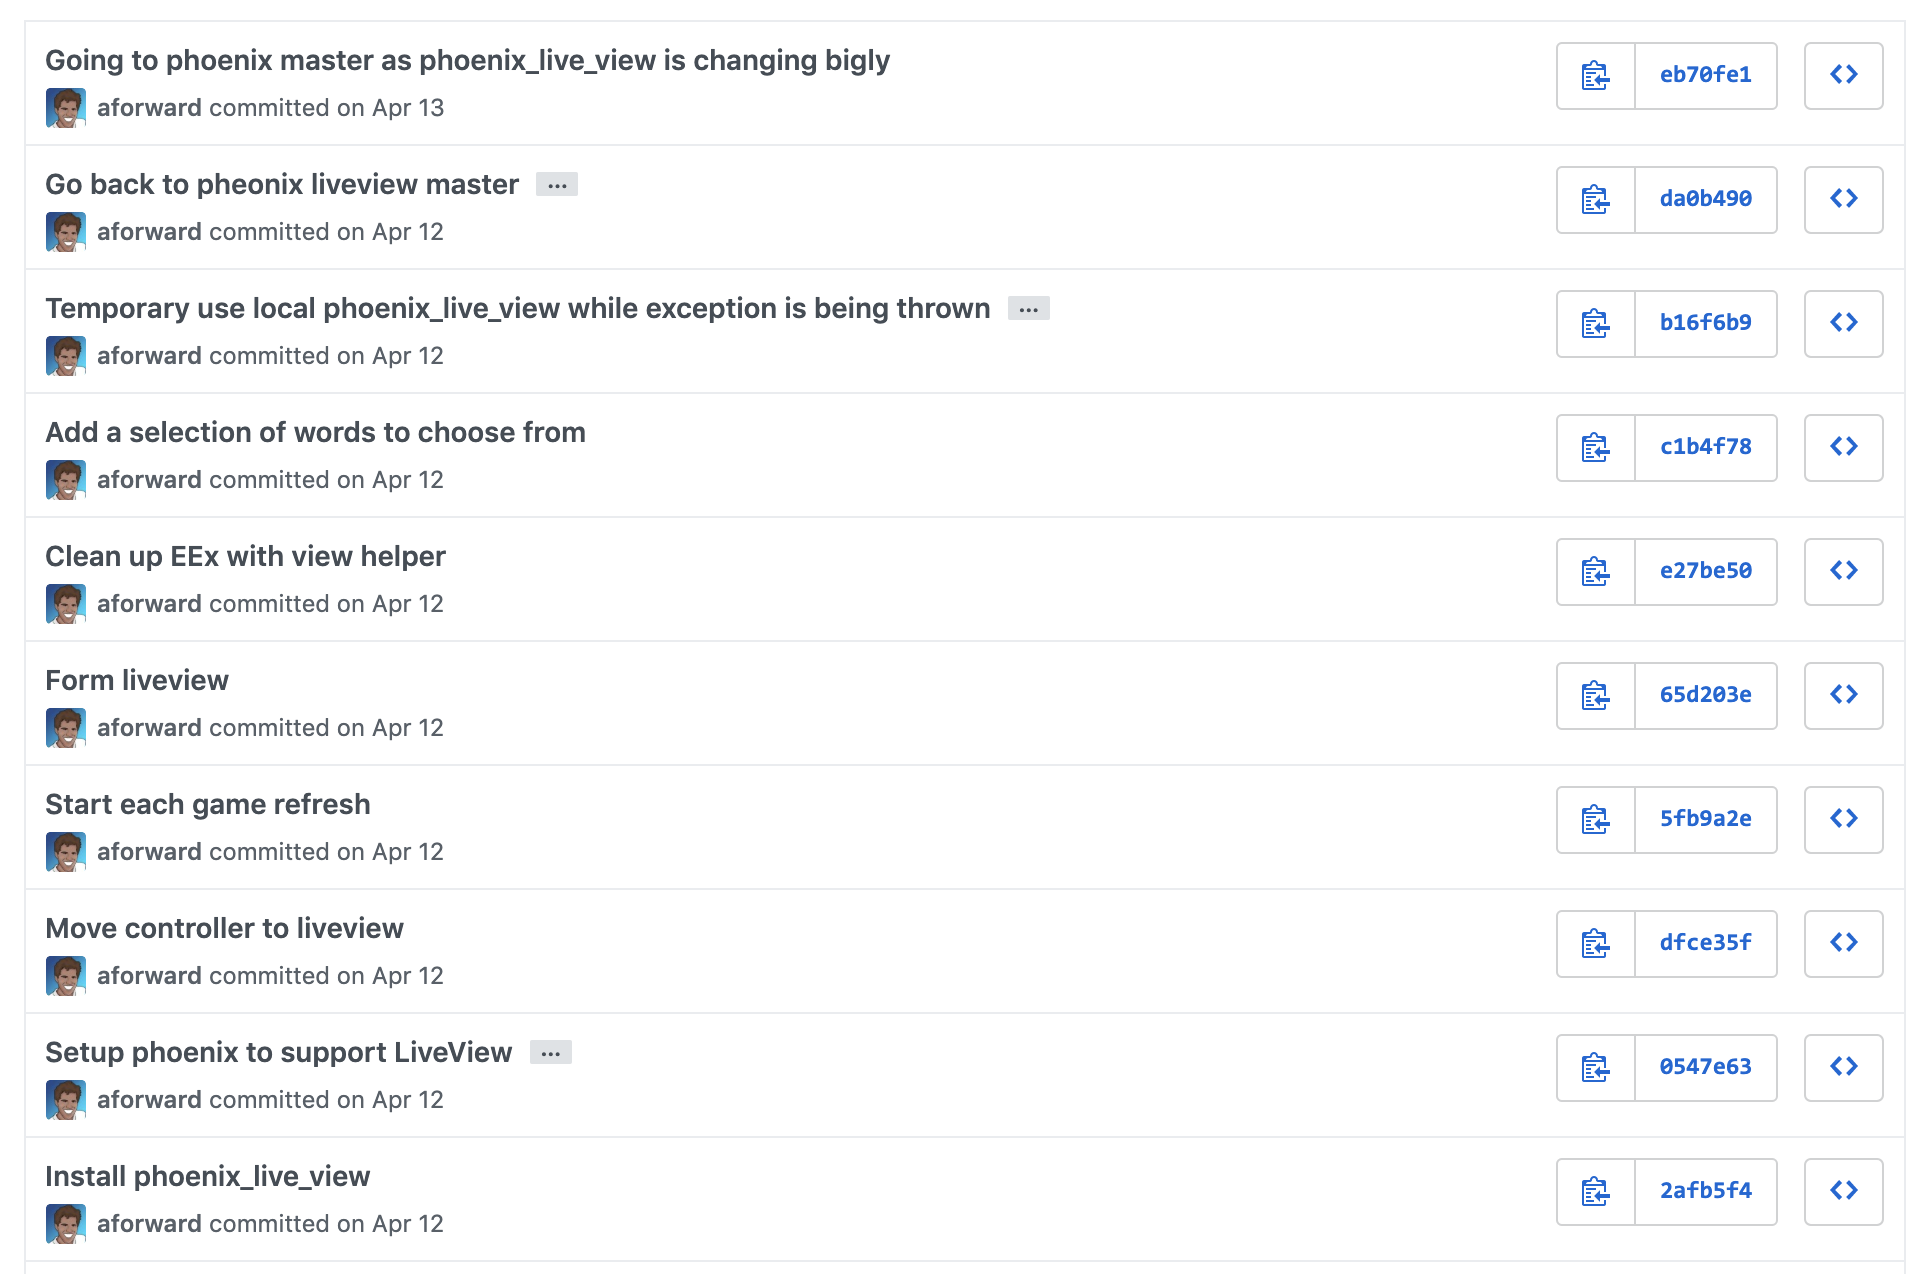 Going to phoenix master as phoenix_live_view is changing bigly
aforward committed on Apr 13
eb70fe1
Go back to pheonix liveview master ...
aforward committed on Apr 12
da0b490
Temporary use local phoenix_live_view while exception is being thrown ...
aforward committed on Apr 12
b16f6b9
Add a selection of words to choose from
aforward committed on Apr 12
c1b4f78
Clean up EEx with view helper
aforward committed on Apr 12
e27be50
Form liveview
aforward committed on Apr 12
65d203e
Start each game refresh
aforward committed on Apr 12
5fb9a2e
Move controller to liveview
aforward committed on Apr 12
dfce35f
Setup phoenix to support LiveView ...
aforward committed on Apr 12
0547e63
Install phoenix_live_view
aforward committed on Apr 12
2afb5f4